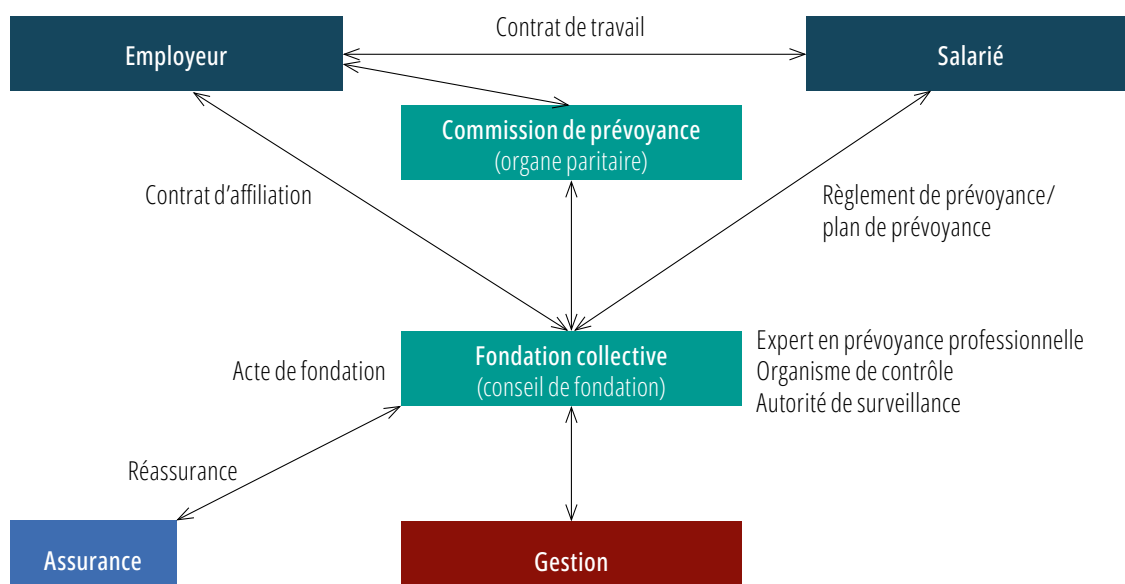 Contrat de travail
Employeur
Salarié
Commission de prévoyance
(organe paritaire)
Contrat d’affiliation
Règlement de prévoyance/
plan de prévoyance
Acte de fondation
Fondation collective
(conseil de fondation)
Expert en prévoyance professionnelle
Organisme de contrôle
Autorité de surveillance
Réassurance
Assurance
Gestion